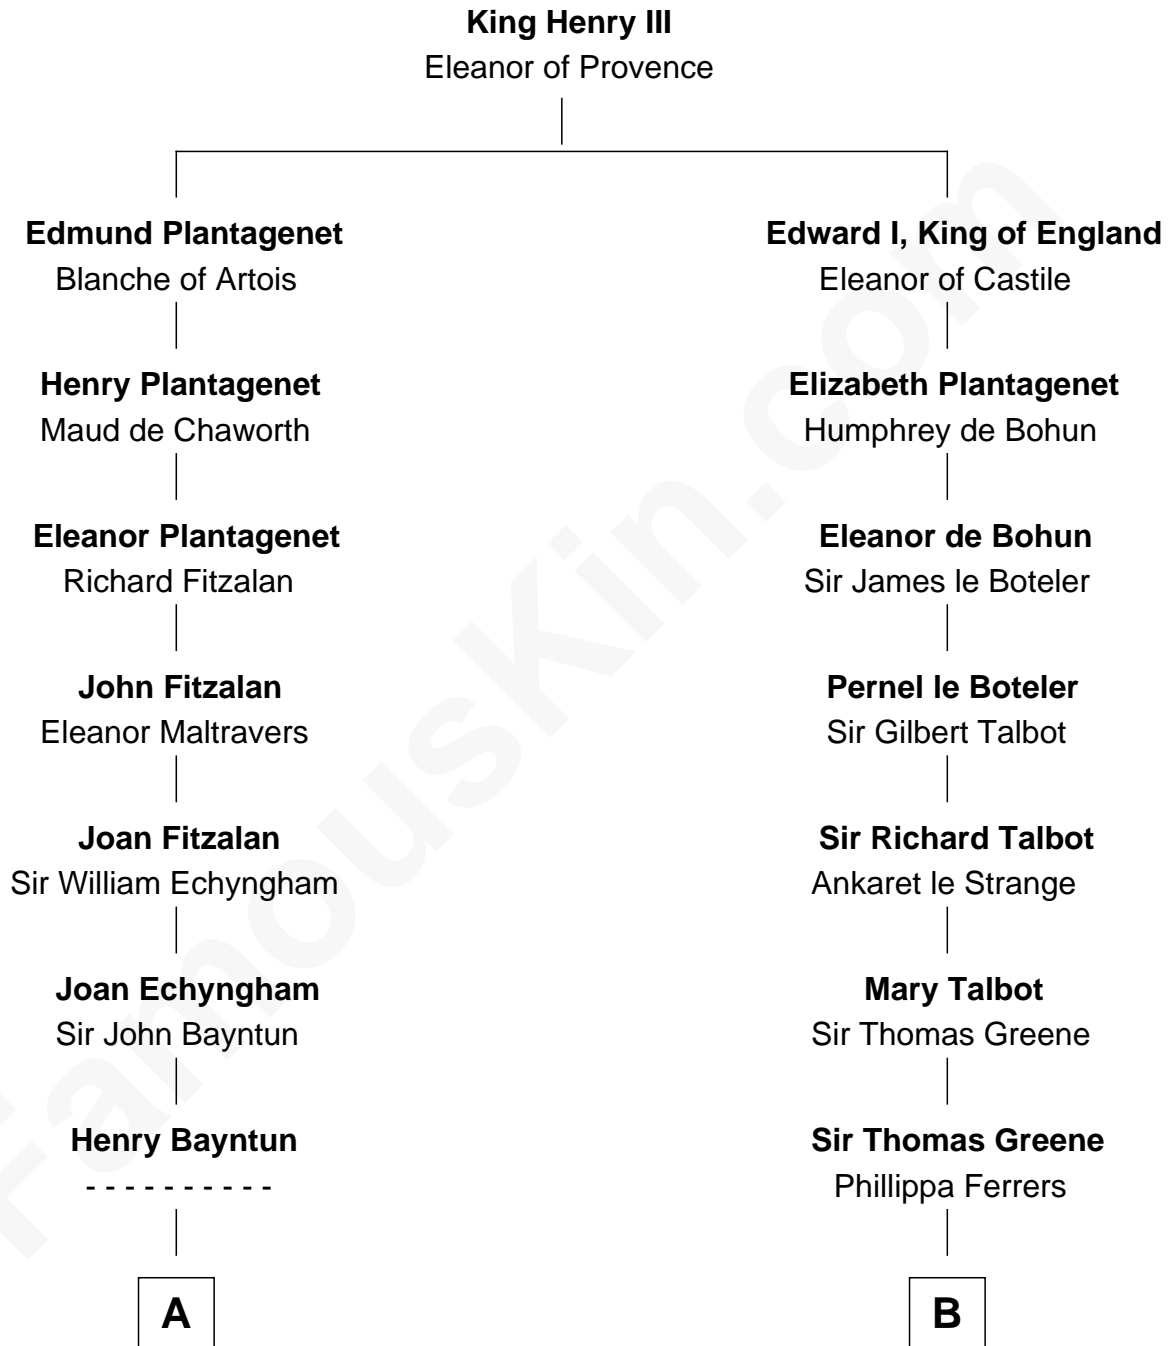 King Henry III
Eleanor of Provence
Edmund Plantagenet
Blanche of Artois
Henry Plantagenet
Maud de Chaworth
Eleanor Plantagenet
Richard Fitzalan
John Fitzalan
Eleanor Maltravers
Joan Fitzalan
Sir William Echyngham
Joan Echyngham
Sir John Bayntun
Henry Bayntun
- - - - - - - - - -
A
Edward I, King of England
Eleanor of Castile
Elizabeth Plantagenet
Humphrey de Bohun
Eleanor de Bohun
Sir James le Boteler
Pernel le Boteler
Sir Gilbert Talbot
Sir Richard Talbot
Ankaret le Strange
Mary Talbot
Sir Thomas Greene
Sir Thomas Greene
Phillippa Ferrers
B
FamousKin.com